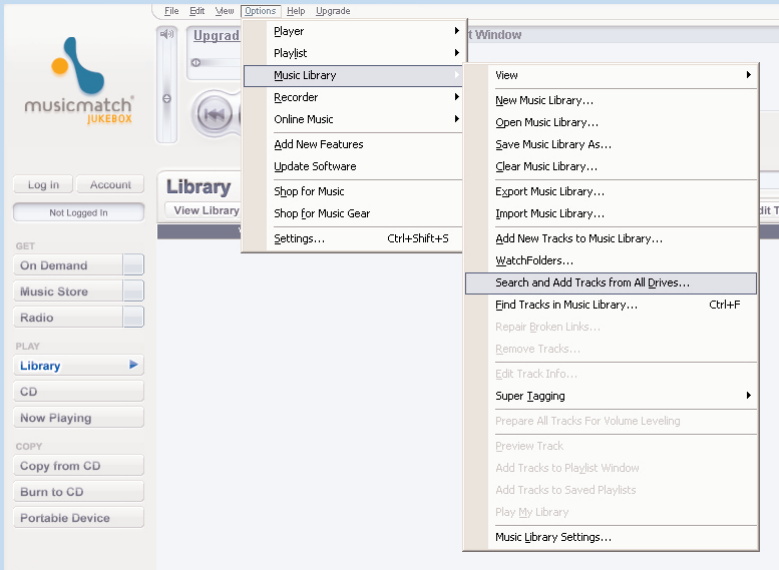 File Edit View Options Help Upgrade
musicmatch®
JUKEBOX
Log in Account
Not Logged In
GET
On Demand
Music Store
Radio
PLAY
Library
CD
Now Playing
COPY
Copy from CD
Burn to CD
Portable Device
Upgrad
t Window
Library
View Library
dit T
Player
Playlist
Music Library
Recorder
Online Music
Add New Features
Update Software
Shop for Music
Shop for Music Gear
Settings... Ctrl+Shift+S
View
New Music Library...
Open Music Library...
Save Music Library As...
Clear Music Library...
Export Music Library...
Import Music Library...
Add New Tracks to Music Library...
WatchFolders...
Search and Add Tracks from All Drives...
Find Tracks in Music Library... Ctrl+F
Repair Broken Links...
Remove Tracks...
Edit Track Info...
Super Tagging
Prepare All Tracks For Volume Leveling
Preview Track
Add Tracks to Playlist Window
Add Tracks to Saved Playlists
Play My Library
Music Library Settings...